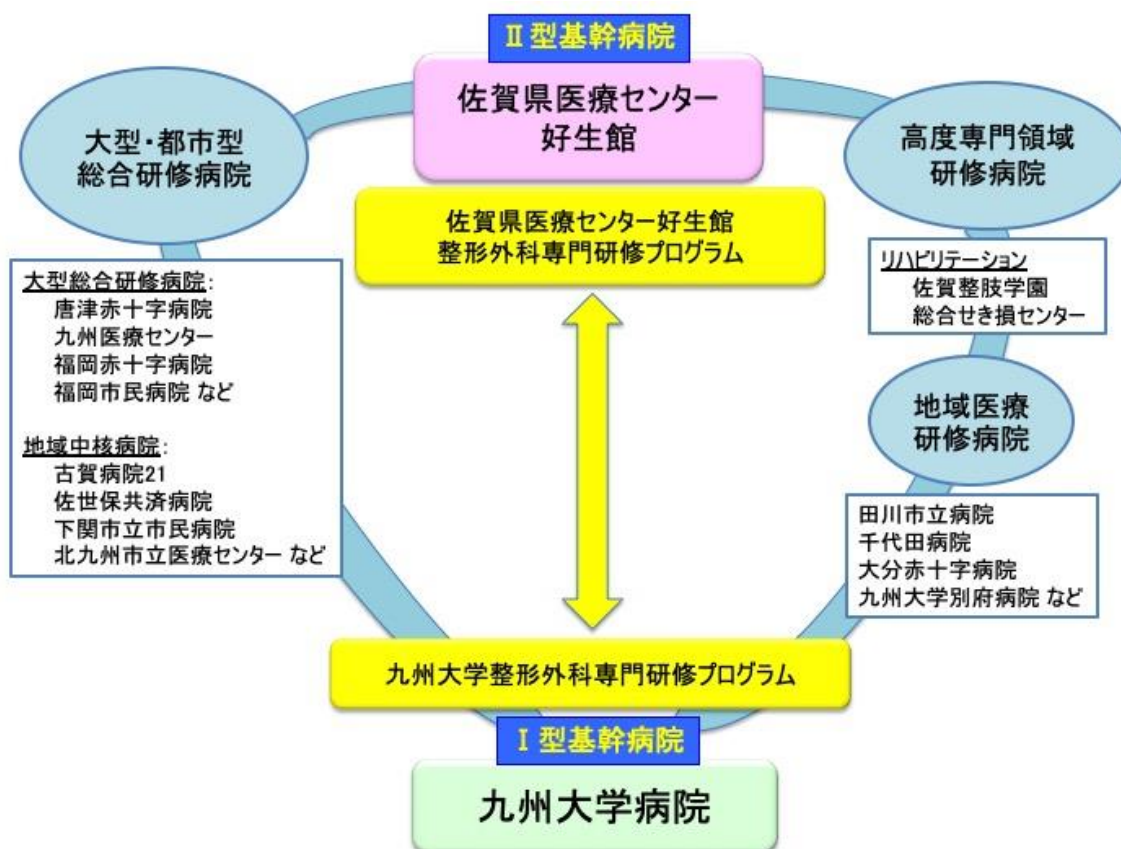 Ⅱ型基幹病院
佐賀県医療センター
好生館
大型・都市型
総合研修病院
高度専門領域
研修病院
佐賀県医療センター好生館
整形外科専門研修プログラム
大型総合研修病院:
唐津赤十字病院
九州医療センター
福岡赤十字病院
福岡市民病院 など
地域中核病院:
古賀病院21
佐世保共済病院
下関市立市民病院
北九州市立医療センター など
リハビリテーション
佐賀整肢学園
総合せき損センター
地域医療
研修病院
田川市立病院
千代田病院
大分赤十字病院
九州大学別府病院 など
九州大学整形外科専門研修プログラム
Ⅰ型基幹病院
九州大学病院